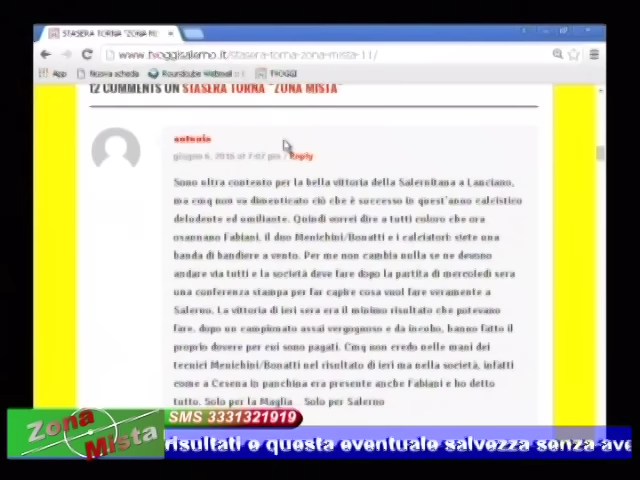 STASERA TORNA "ZONA MI
www.tvoggisalerno.it/stasera-torna-zona-mista-11/
App Nuova scheda Roundcube Webmail :: TVOGGI
12 COMMENTS ON STASERA TORNA "ZONA MISTA"
antonio
giugno 6, 2016 at 7:07 pm / Reply
Sono ultra contento per la bella vittoria della Salernitana a Lanciano,
ma cmq non va dimenticato ciò che è successo in quest'anno calcistico
deludente ed umiliante. Quindi vorrei dire a tutti coloro che ora
osannano Fabiani, il duo Menichini/Bonatti e i calciatori: siete una
banda di bandiere a vento. Per me non cambia nulla se ne devono
andare via tutti e la società deve fare dopo la partita di mercoledì sera
una conferenza stampa per far capire cosa vuol fare veramente a
Salerno. La vittoria di ieri sera era il minimo risultato che potevano
fare, dopo un campionato assai vergognoso e da incubo, hanno fatto il
proprio dovere per cui sono pagati. Cmq non credo nelle mani dei
tecnici Menichini/Bonatti nel risultato di ieri ma nella società, infatti
come a Cesena in panchina era presente anche Fabiani e ho detto
tutto. Solo per la Maglia Solo per Salerno
SMS 3331321919
Zona
Mista
risultati e questa eventuale salvezza senza ave